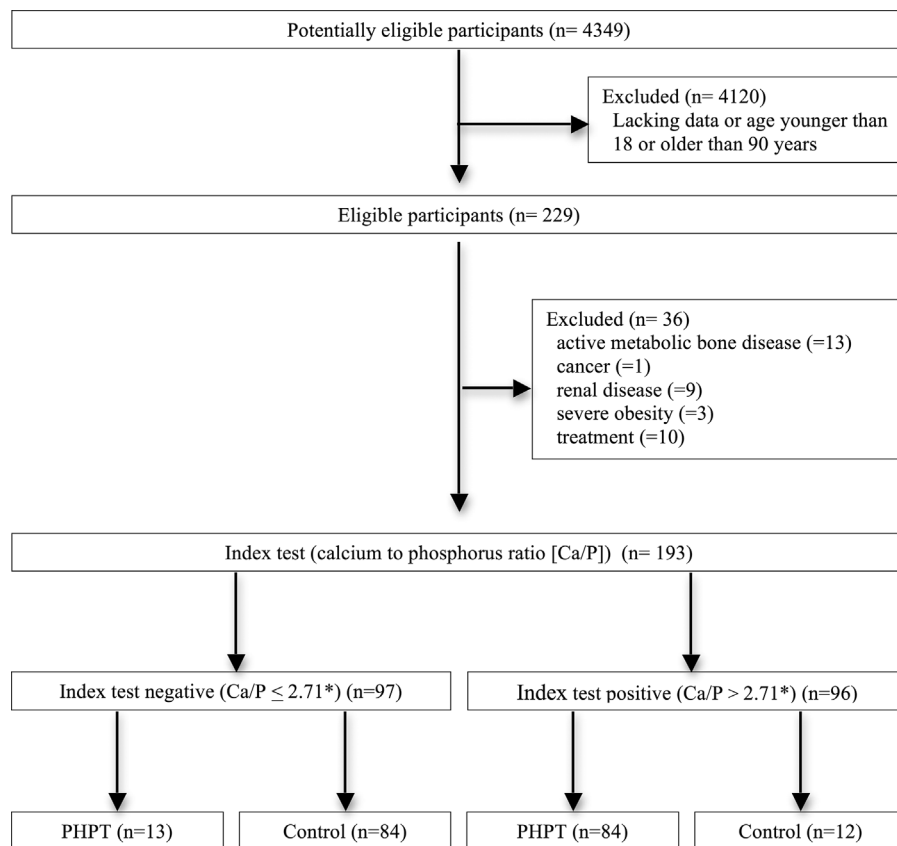 Potentially eligible participants (n= 4349)
Excluded (n= 4120)
Lacking data or age younger than
18 or older than 90 years
Eligible participants (n= 229)
Excluded (n= 36)
active metabolic bone disease (=13)
cancer (=1)
renal disease (=9)
severe obesity (=3)
treatment (=10)
Index test (calcium to phosphorus ratio [Ca/P]) (n= 193)
Index test negative (Ca/P ≤ 2.71*) (n=97)
Index test positive (Ca/P > 2.71*) (n=96)
PHPT (n=13)
Control (n=84)
PHPT (n=84)
Control (n=12)